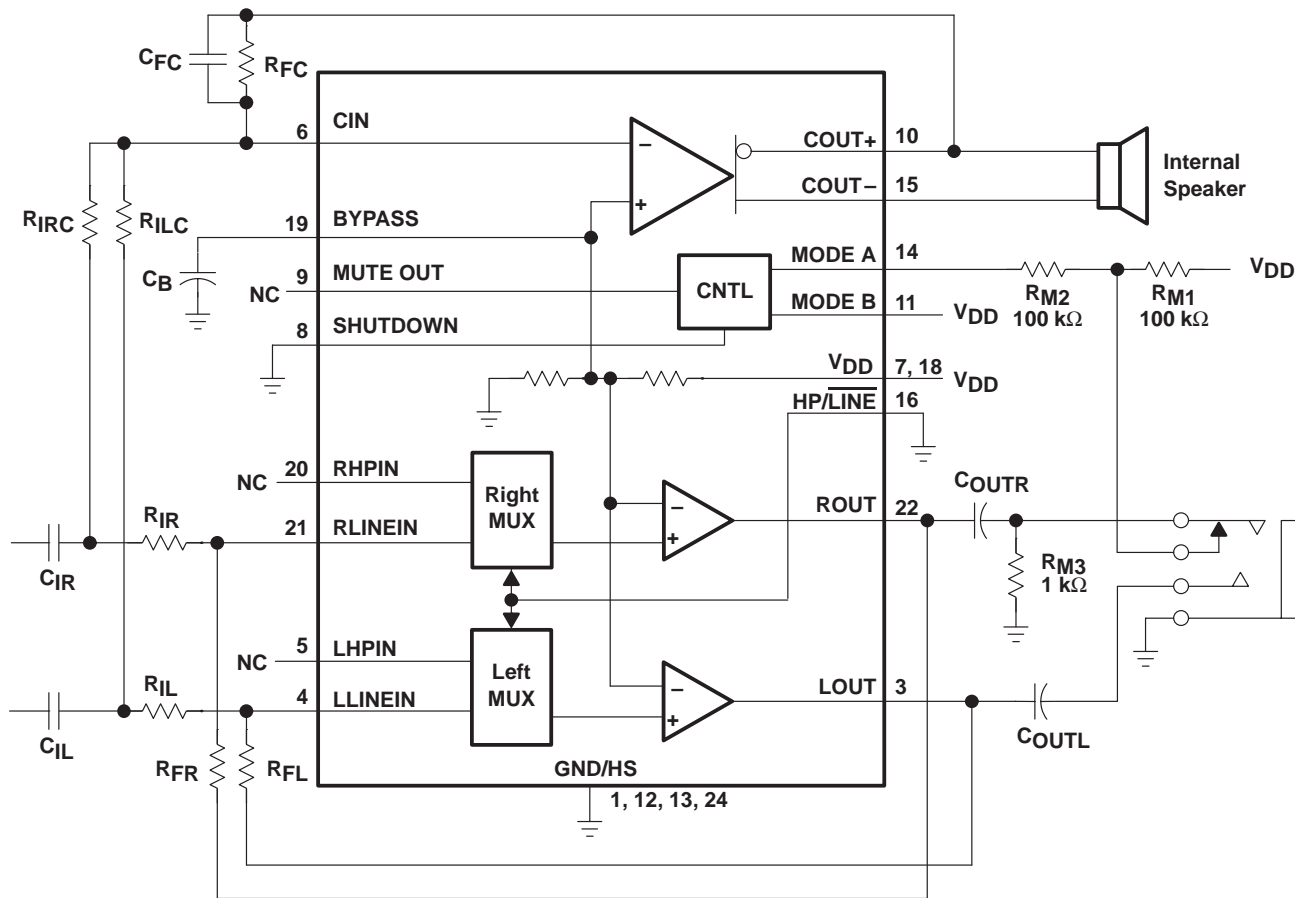 CFC
RFC
CIN
6
COUT+
10
COUT–
15
Internal
Speaker
RIRC
RILC
19
BYPASS
CB
NC
9
MUTE OUT
8
SHUTDOWN
CNTL
MODE A
14
MODE B
11
VDD
RM2
100 kΩ
RM1
100 kΩ
VDD
VDD
7, 18
VDD
HP/LINE
16
NC
20
RHPIN
Right
MUX
RIR
21
RLINEIN
CIR
ROUT
22
COUTR
RM3
1 kΩ
NC
5
LHPIN
Left
MUX
RIL
4
LLINEIN
CIL
LOUT
3
COUTL
RFR
RFL
GND/HS
1, 12, 13, 24
–
+
–
+
–
+